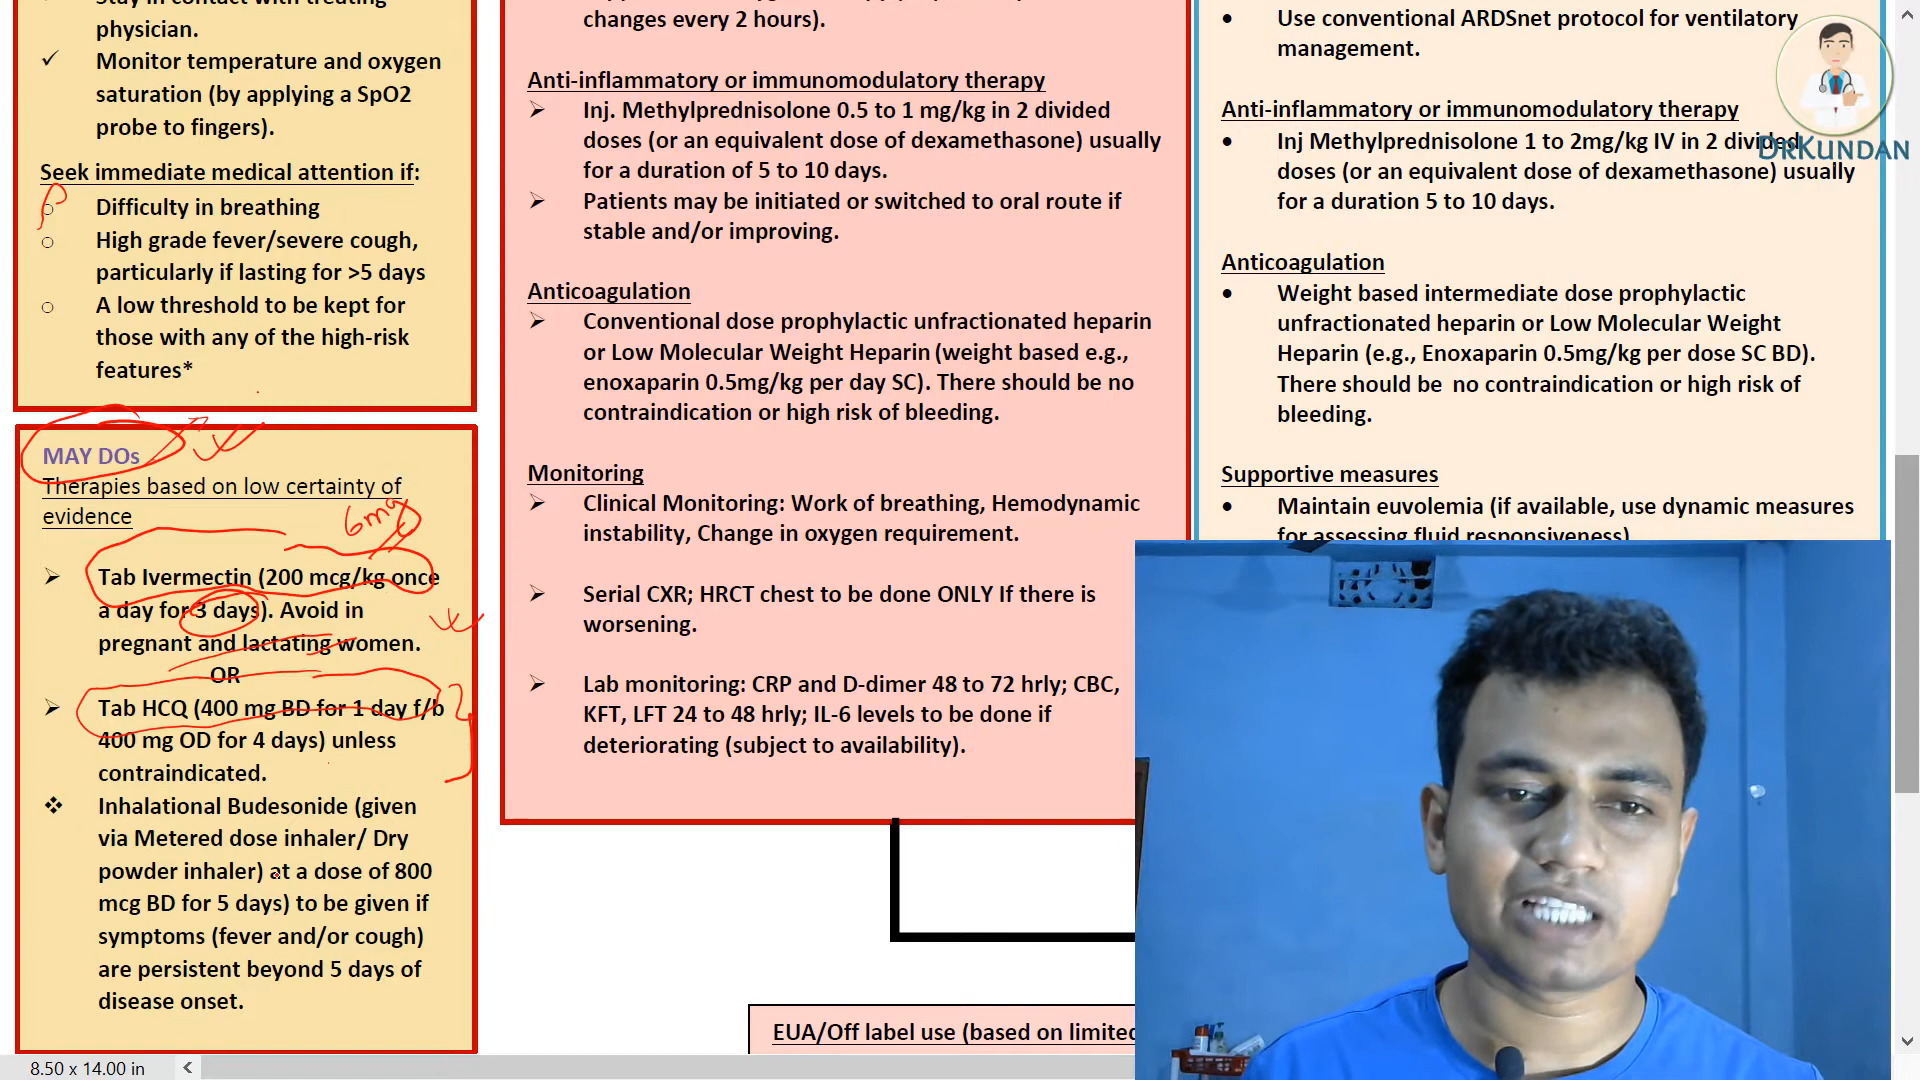 Stay in contact with treating
physician.
✓ Monitor temperature and oxygen
saturation (by applying a SpO2
probe to fingers).
Seek immediate medical attention if:
○ Difficulty in breathing
○ High grade fever/severe cough,
particularly if lasting for >5 days
○ A low threshold to be kept for
those with any of the high-risk
features*
MAY DOs
Therapies based on low certainty of
evidence
6mg
➢ Tab Ivermectin (200 mcg/kg once
a day for 3 days). Avoid in
pregnant and lactating women.
OR
➢ Tab HCQ (400 mg BD for 1 day f/b
400 mg OD for 4 days) unless
contraindicated.
❖ Inhalational Budesonide (given
via Metered dose inhaler/ Dry
powder inhaler) at a dose of 800
mcg BD for 5 days) to be given if
symptoms (fever and/or cough)
are persistent beyond 5 days of
disease onset.
changes every 2 hours).
Anti-inflammatory or immunomodulatory therapy
➢ Inj. Methylprednisolone 0.5 to 1 mg/kg in 2 divided
doses (or an equivalent dose of dexamethasone) usually
for a duration of 5 to 10 days.
➢ Patients may be initiated or switched to oral route if
stable and/or improving.
Anticoagulation
➢ Conventional dose prophylactic unfractionated heparin
or Low Molecular Weight Heparin (weight based e.g.,
enoxaparin 0.5mg/kg per day SC). There should be no
contraindication or high risk of bleeding.
Monitoring
➢ Clinical Monitoring: Work of breathing, Hemodynamic
instability, Change in oxygen requirement.
➢ Serial CXR; HRCT chest to be done ONLY If there is
worsening.
➢ Lab monitoring: CRP and D-dimer 48 to 72 hrly; CBC,
KFT, LFT 24 to 48 hrly; IL-6 levels to be done if
deteriorating (subject to availability).
• Use conventional ARDSnet protocol for ventilatory
management.
Anti-inflammatory or immunomodulatory therapy
• Inj Methylprednisolone 1 to 2mg/kg IV in 2 divided
doses (or an equivalent dose of dexamethasone) usually
for a duration 5 to 10 days.
Anticoagulation
• Weight based intermediate dose prophylactic
unfractionated heparin or Low Molecular Weight
Heparin (e.g., Enoxaparin 0.5mg/kg per dose SC BD).
There should be no contraindication or high risk of
bleeding.
Supportive measures
• Maintain euvolemia (if available, use dynamic measures
for assessing fluid responsiveness)
EUA/Off label use (based on limited
DRKUNDAN
8.50 x 14.00 in